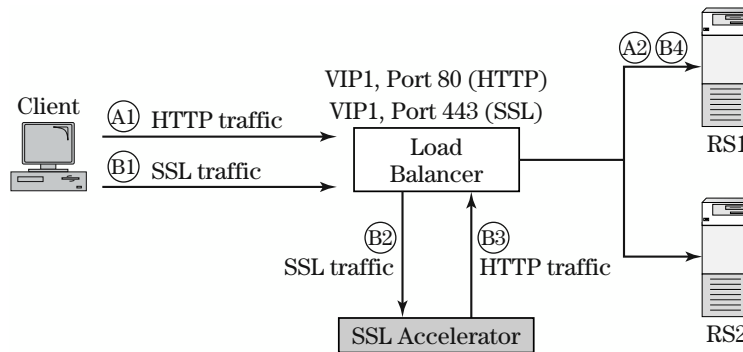 A2 B4
VIP1, Port 80 (HTTP)
VIP1, Port 443 (SSL)
Client
A1 HTTP traffic
B1 SSL traffic
Load
Balancer
RS1
B2
SSL traffic
B3
HTTP traffic
SSL Accelerator
RS2